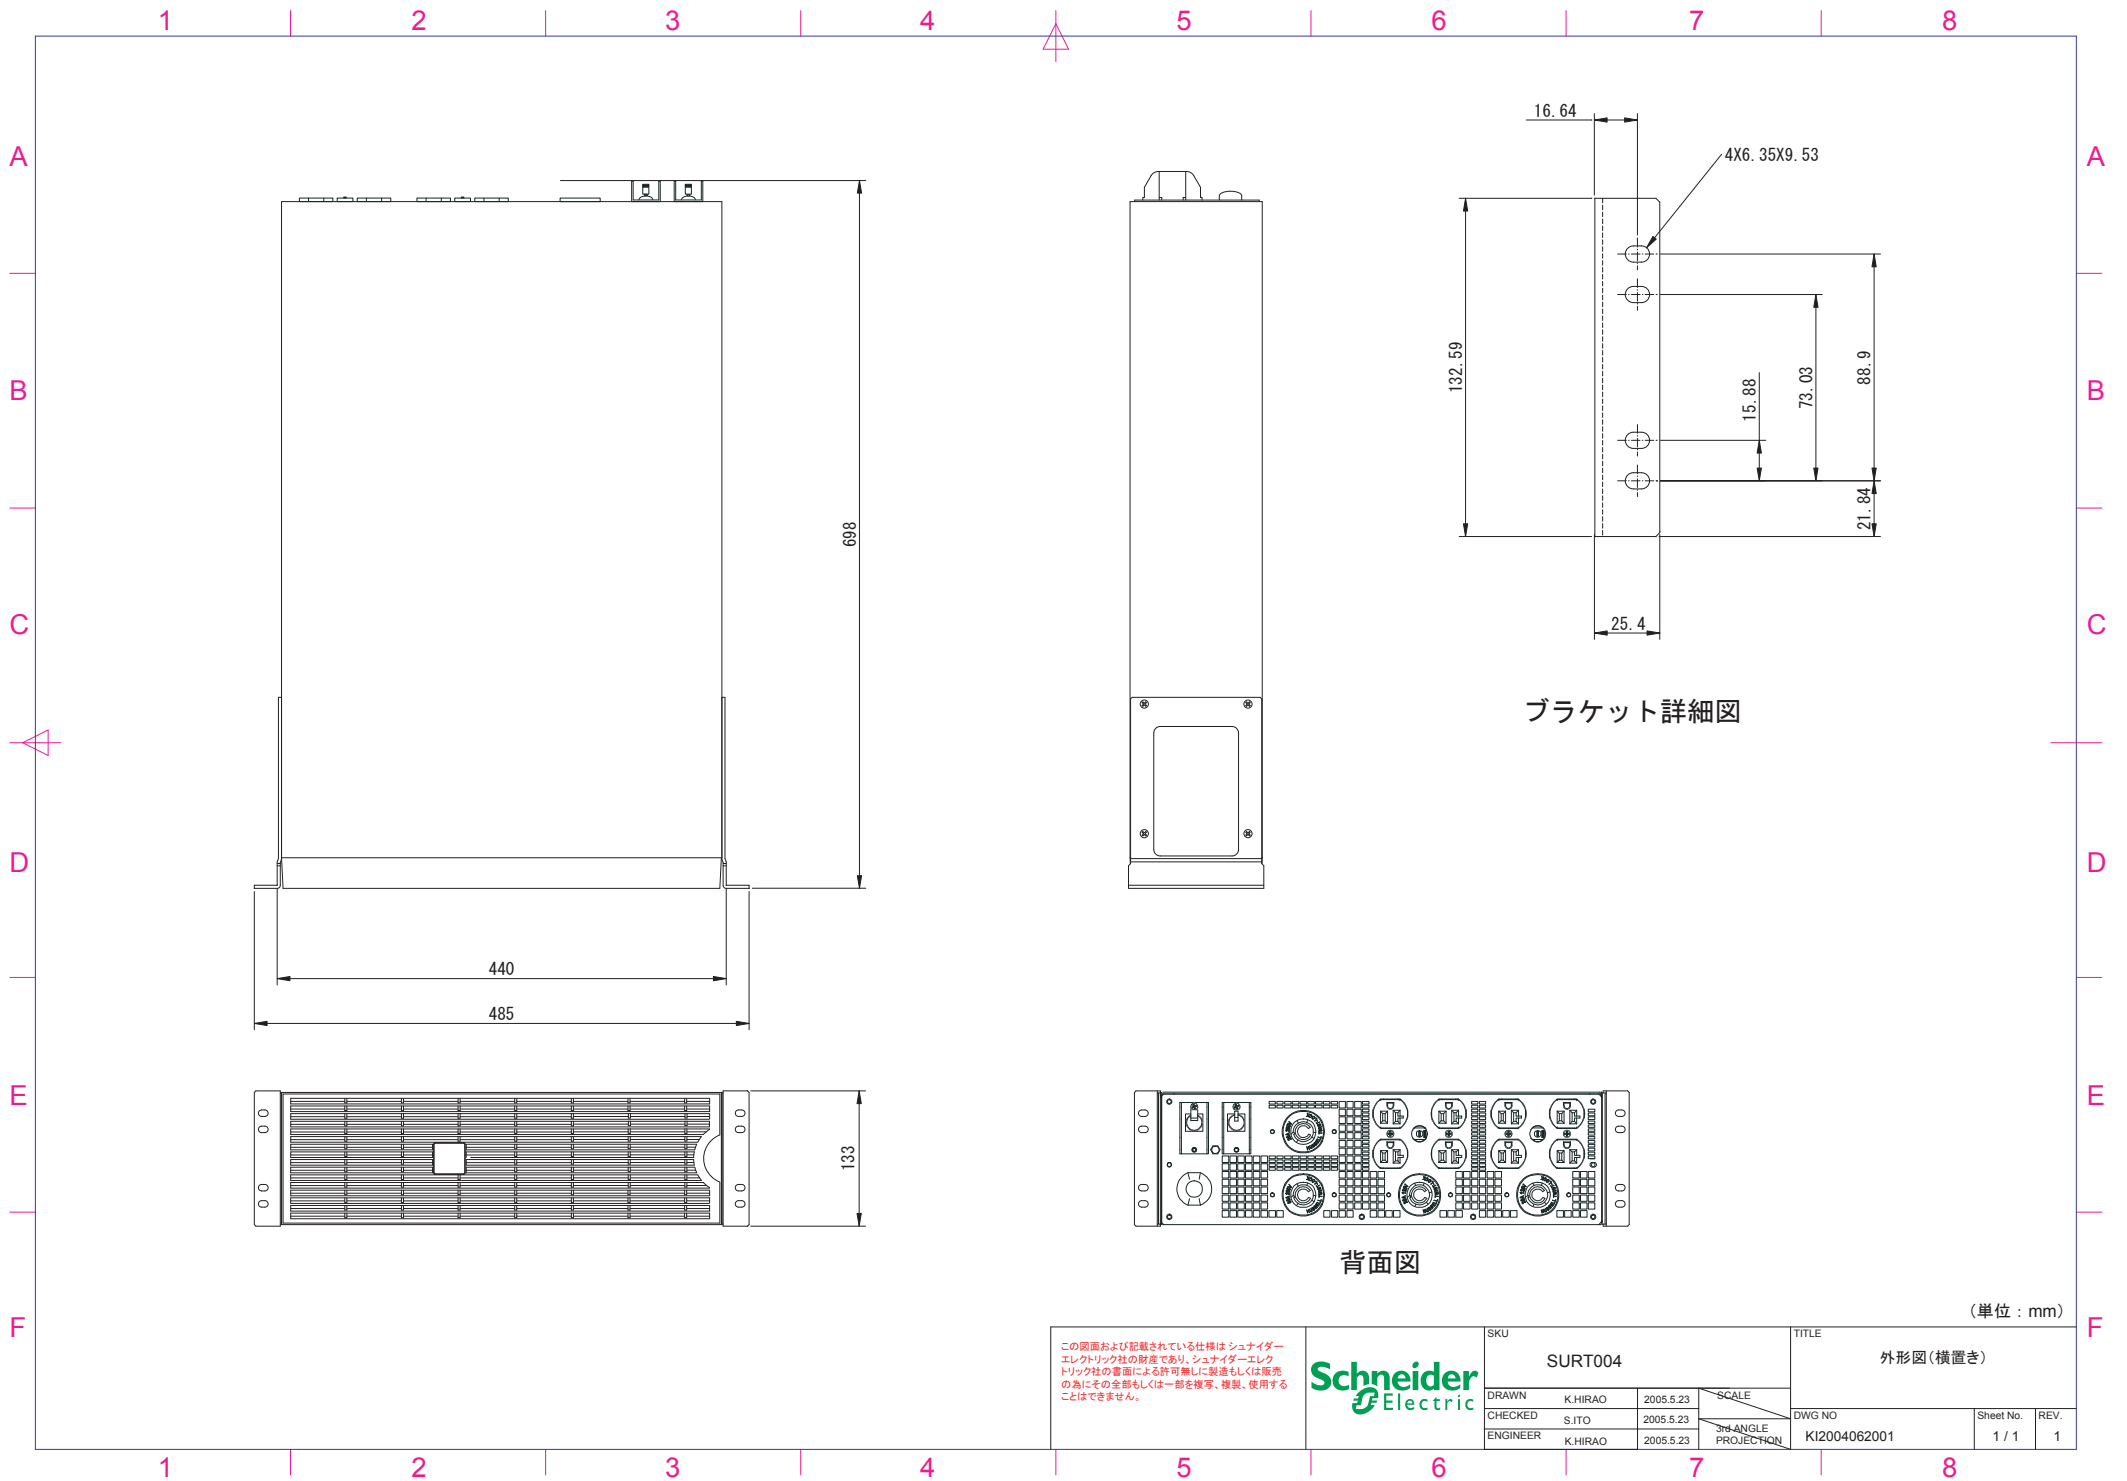 1 2 3 4 5 6 7 8
A A
B B
C C
D D
E E
F F
1 2 3 4 5 6 7 8
698
440
485
16.64
4X6.35X9.53
132.59
15.88
73.03
88.9
21.84
25.4
ブラケット詳細図
133
背面図
(単位：mm)
この図面および記載されている仕様は シュナイダー
エレクトリック社の財産であり、シュナイダーエレク
トリック社の書面による許可無しに製造もしくは販売
の為にその全部もしくは一部を複写、複製、使用する
ことはできません。
Schneider
Electric
SKU
SURT004
TITLE
外形図(横置き)
DRAWN K.HIRAO 2005.5.23 SCALE
CHECKED S.ITO 2005.5.23
ENGINEER K.HIRAO 2005.5.23
3rd ANGLE
PROJECTION
DWG NO
KI2004062001
Sheet No.
1 / 1
REV.
1